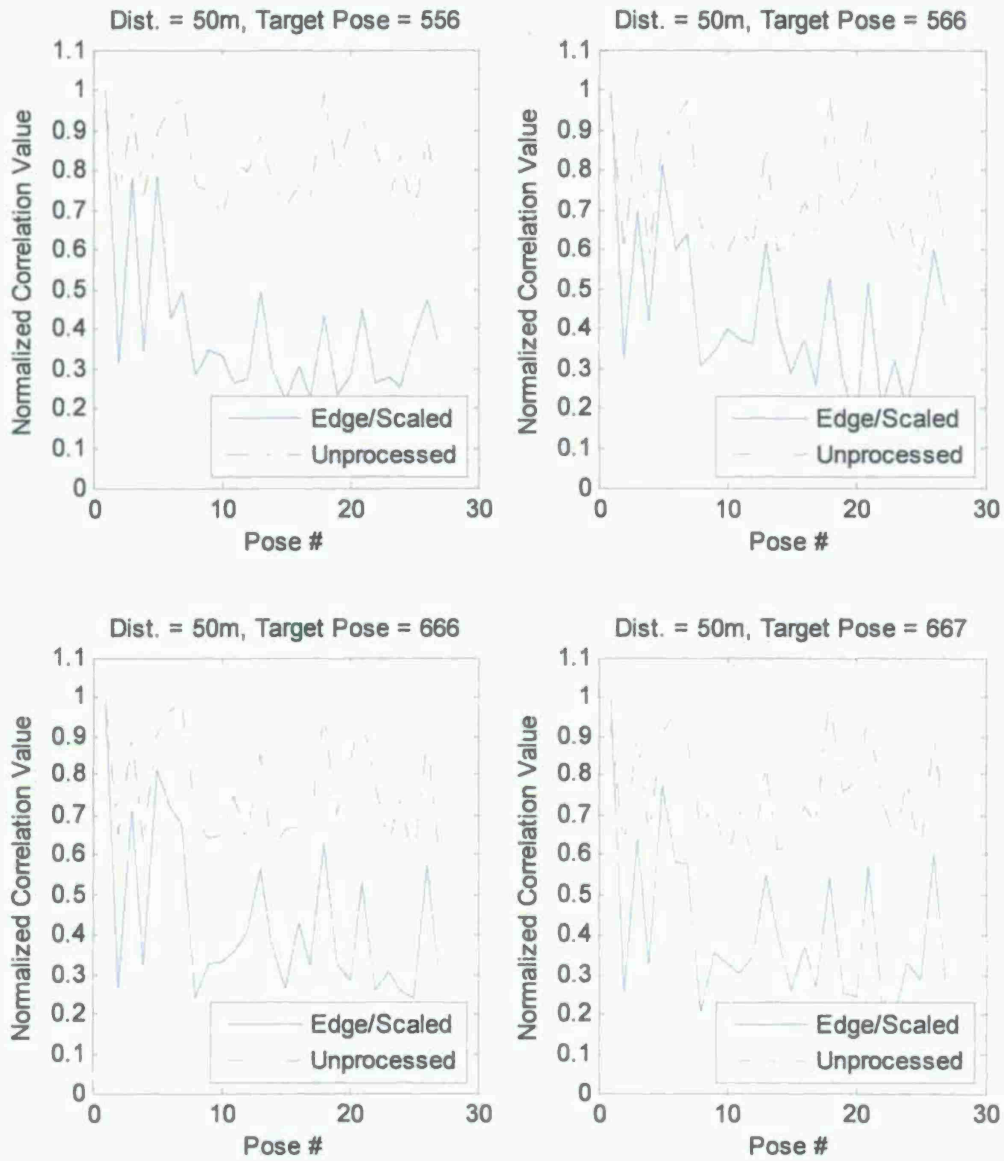 Dist. = 50m, Target Pose = 556
1.1
1
0.9
0.8
0.7
0.6
0.5
0.4
0.3
0.2
0.1
0
Normalized Correlation Value
Edge/Scaled
Unprocessed
0 10 20 30
Pose #
Dist. = 50m, Target Pose = 566
1.1
1
0.9
0.8
0.7
0.6
0.5
0.4
0.3
0.2
0.1
0
Normalized Correlation Value
Edge/Scaled
Unprocessed
0 10 20 30
Pose #
Dist. = 50m, Target Pose = 666
1.1
1
0.9
0.8
0.7
0.6
0.5
0.4
0.3
0.2
0.1
0
Normalized Correlation Value
Edge/Scaled
Unprocessed
0 10 20 30
Pose #
Dist. = 50m, Target Pose = 667
1.1
1
0.9
0.8
0.7
0.6
0.5
0.4
0.3
0.2
0.1
0
Normalized Correlation Value
Edge/Scaled
Unprocessed
0 10 20 30
Pose #